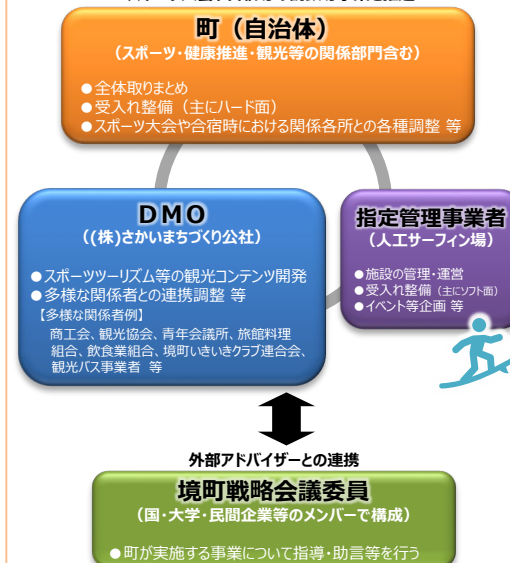 町（自治体）
（スポーツ・健康推進・観光等の関係部門含む）
●全体取りまとめ
●受入れ整備（主にハード面）
●スポーツ大会や合宿時における関係各所との各種調整 等
DMO
（(株)さかいまちづくり公社）
●スポーツツーリズム等の観光コンテンツ開発
●多様な関係者との連携調整 等
【多様な関係者例】
商工会、観光協会、青年会議所、旅館料理
組合、飲食業組合、境町いきいきクラブ連合会、
観光バス事業者 等
指定管理事業者
（人工サーフィン場）
●施設の管理・運営
●受入れ整備（主にソフト面）
●イベント等企画 等
外部アドバイザーとの連携
境町戦略会議委員
（国・大学・民間企業等のメンバーで構成）
●町が実施する事業について指導・助言等を行う